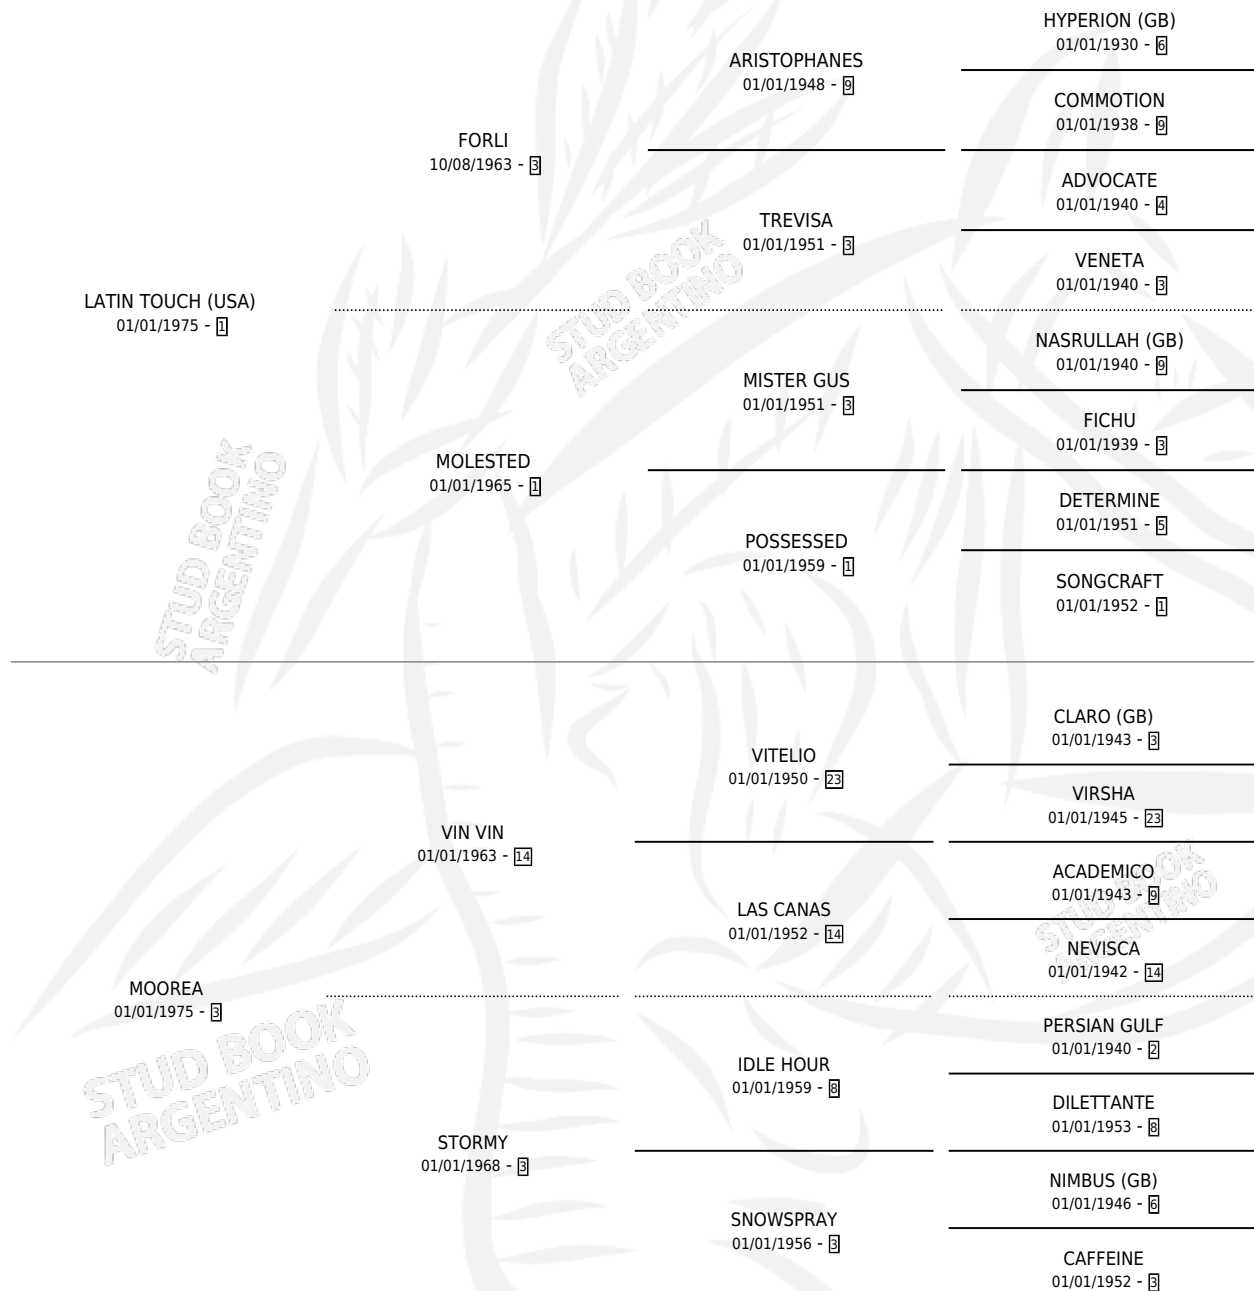 HYPERION (GB)
01/01/1930 - 6
ARISTOPHANES
01/01/1948 - 9
COMMOTION
01/01/1938 - 9
FORLI
10/08/1963 - 3
ADVOCATE
01/01/1940 - 4
TREVISA
01/01/1951 - 3
VENETA
01/01/1940 - 3
LATIN TOUCH (USA)
01/01/1975 - 1
STUD BOOK
ARGENTINO
NASRULLAH (GB)
01/01/1940 - 9
MISTER GUS
01/01/1951 - 3
FICHU
01/01/1939 - 3
MOLESTED
01/01/1965 - 1
DETERMINE
01/01/1951 - 5
POSSESSED
01/01/1959 - 1
SONGCRAFT
01/01/1952 - 1
STUD BOOK
ARGENTINO
CLARO (GB)
01/01/1943 - 3
VITELIO
01/01/1950 - 23
VIRSHA
01/01/1945 - 23
VIN VIN
01/01/1963 - 14
ACADEMICO
01/01/1943 - 9
LAS CANAS
01/01/1952 - 14
STUD BOOK
ARGENTINO
NEVISCA
01/01/1942 - 14
MOOREA
01/01/1975 - 3
PERSIAN GULF
01/01/1940 - 2
IDLE HOUR
01/01/1959 - 8
STUD BOOK
ARGENTINO
DILETTANTE
01/01/1953 - 8
STORMY
01/01/1968 - 3
NIMBUS (GB)
01/01/1946 - 6
SNOWSPRAY
01/01/1956 - 3
CAFFEINE
01/01/1952 - 3